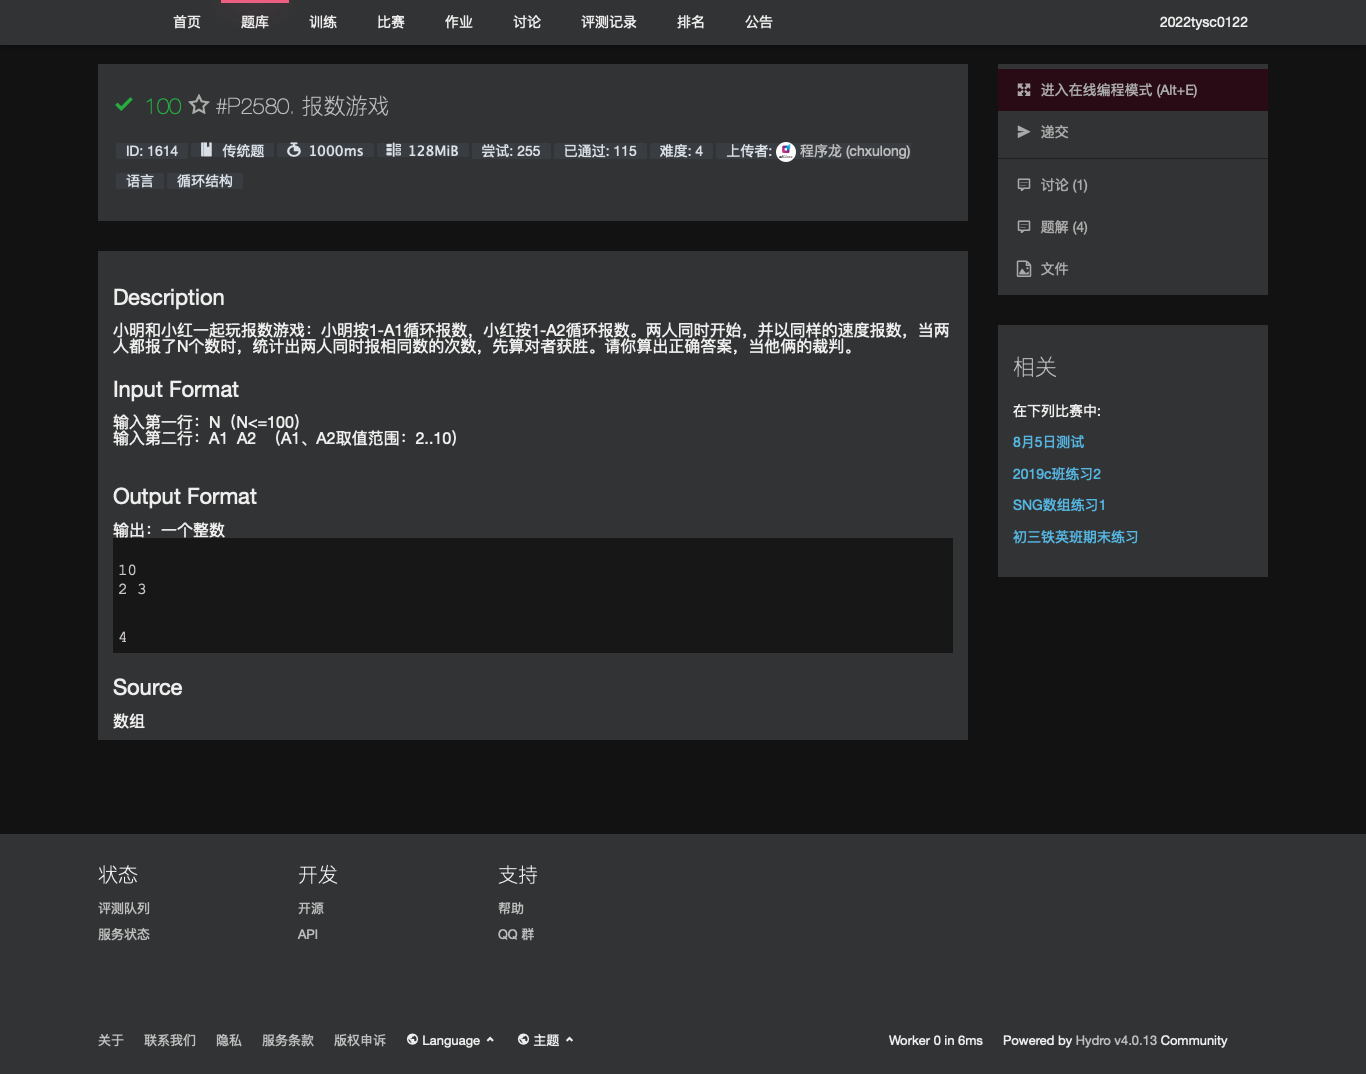 首页 题库 训练 比赛 作业 讨论 评测记录 排名 公告 2022tysc0122
100 #P2580. 报数游戏
ID: 1614 传统题 1000ms 128MiB 尝试: 255 已通过: 115 难度: 4 上传者: 程序龙 (chxulong)
语言 循环结构
Description
小明和小红一起玩报数游戏：小明按1-A1循环报数，小红按1-A2循环报数。两人同时开始，并以同样的速度报数，当两
人都报了N个数时，统计出两人同时报相同数的次数，先算对者获胜。请你算出正确答案，当他俩的裁判。
Input Format
输入第一行：N（N<=100）
输入第二行：A1 A2 （A1、A2取值范围：2..10）
Output Format
输出：一个整数
10
2 3
4
Source
数组
进入在线编程模式 (Alt+E)
递交
讨论 (1)
题解 (4)
文件
相关
在下列比赛中:
8月5日测试
2019c班练习2
SNG数组练习1
初三铁英班期末练习
状态
评测队列
服务状态
开发
开源
API
支持
帮助
QQ 群
关于 联系我们 隐私 服务条款 版权申诉 Language 主题 Worker 0 in 6ms Powered by Hydro v4.0.13 Community